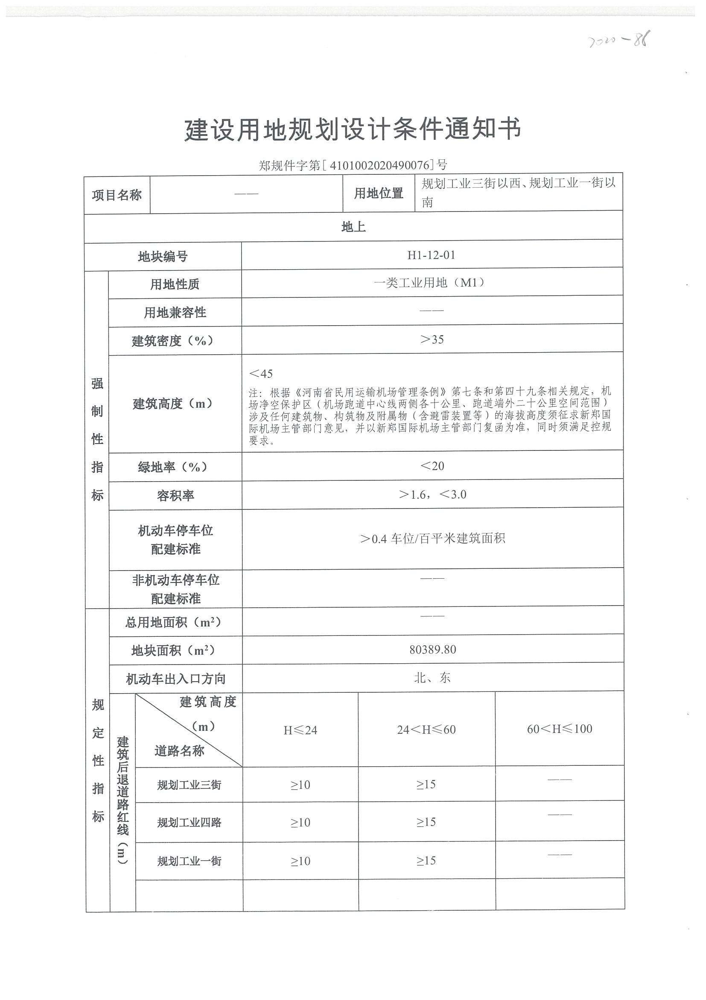 2020-86
建设用地规划设计条件通知书
郑规件字第[4101002020490076]号
项目名称
——
用地位置
规划工业三街以西、规划工业一街以
南
地上
地块编号
H1-12-01
强制性指标
用地性质
一类工业用地（M1）
用地兼容性
——
建筑密度（%）
＞35
建筑高度（m）
＜45
注：根据《河南省民用运输机场管理条例》第七条和第四十九条相关规定，机
场净空保护区（机场跑道中心线两侧各十公里、跑道端外二十公里空间范围）
涉及任何建筑物、构筑物及附属物（含避雷装置等）的海拔高度须征求新郑国
际机场主管部门意见，并以新郑国际机场主管部门复函为准，同时须满足控规
要求。
绿地率（%）
＜20
容积率
＞1.6，＜3.0
机动车停车位
配建标准
＞0.4 车位/百平米建筑面积
非机动车停车位
配建标准
——
规定性指标
总用地面积（m²）
——
地块面积（m²）
80389.80
机动车出入口方向
北、东
建筑后退道路红线（m）
建筑高度
（m）
道路名称
H≤24
24＜H≤60
60＜H≤100
规划工业三街
≥10
≥15
——
规划工业四路
≥10
≥15
——
规划工业一街
≥10
≥15
——